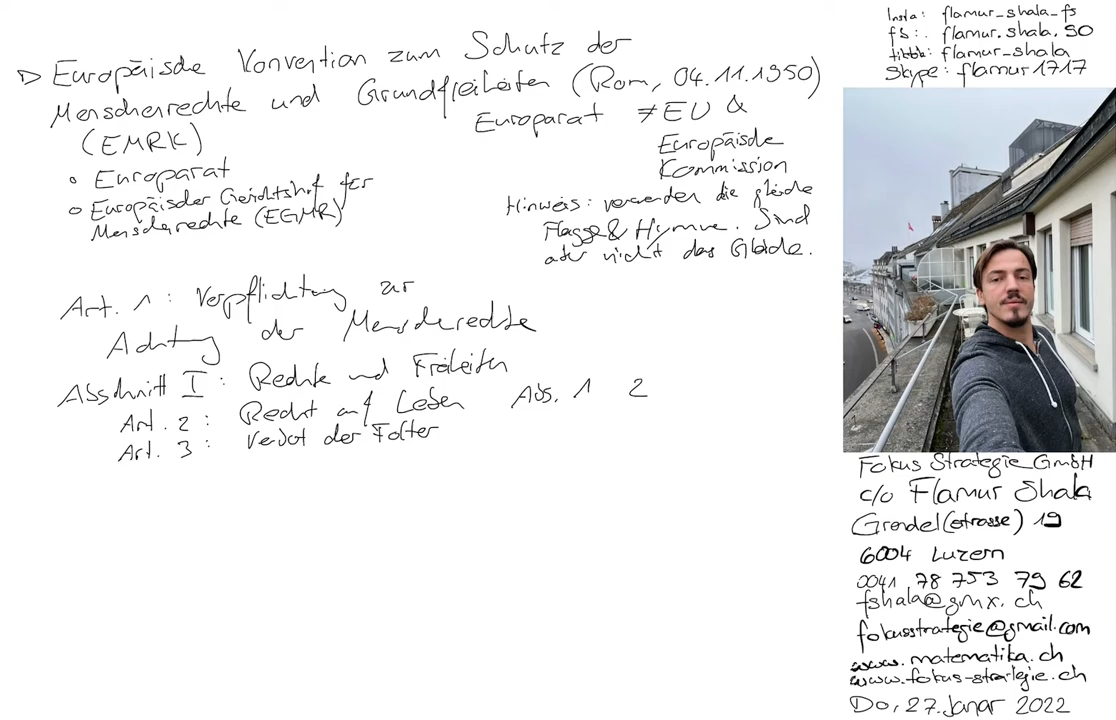 ▷ Europäische Konvention zum Schutz der
Menschenrechte und Grundfreiheiten (Rom, 04.11.1950)
(EMRK)
Europarat ≠ EU &
Europäische
Kommission
• Europarat
• Europäischer Gerichtshof für
Menschenrechte (EGMR)
Hinweis: verwenden die gleiche
Flagge & Hymne. Sind
aber nicht das Gleiche.
Art. 1: Verpflichtung zur
Achtung der Menschenrechte
Abschnitt I: Rechte und Freiheiten
Art. 2: Recht auf Leben Abs. 1 2
Art. 3: Verbot der Folter
Insta: flamur_shala_fs
fb: flamur.shala.90
tiktok: flamur_shala
Skype: flamur1717
Fokus Strategie GmbH
c/o Flamur Shala
Grendel(strasse) 19
6004 Luzern
0041 78 753 79 62
fshala@gmx.ch
fokusstrategie@gmail.com
www.matematika.ch
www.fokus-strategie.ch
Do, 27. Januar 2022